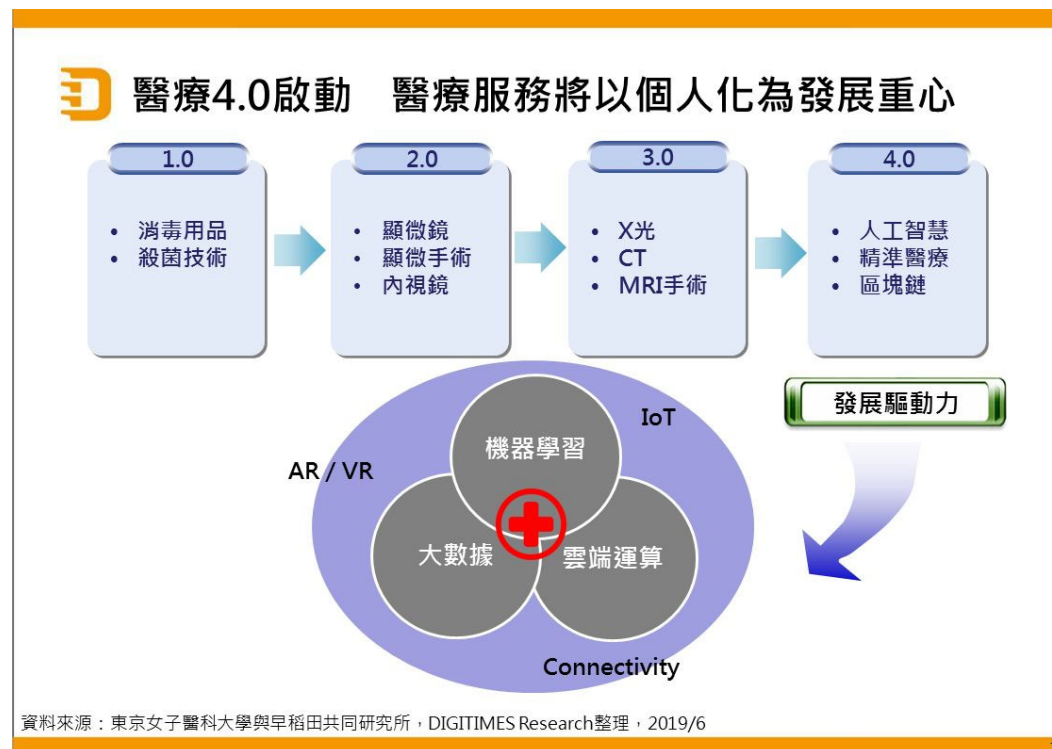 醫療4.0啟動 醫療服務將以個人化為發展重心
1.0
• 消毒用品
• 殺菌技術
2.0
• 顯微鏡
• 顯微手術
• 內視鏡
3.0
• X光
• CT
• MRI手術
4.0
• 人工智慧
• 精準醫療
• 區塊鏈
發展驅動力
IoT
機器學習
AR / VR
大數據
雲端運算
Connectivity
資料來源：東京女子醫科大學與早稻田共同研究所，DIGITIMES Research整理，2019/6